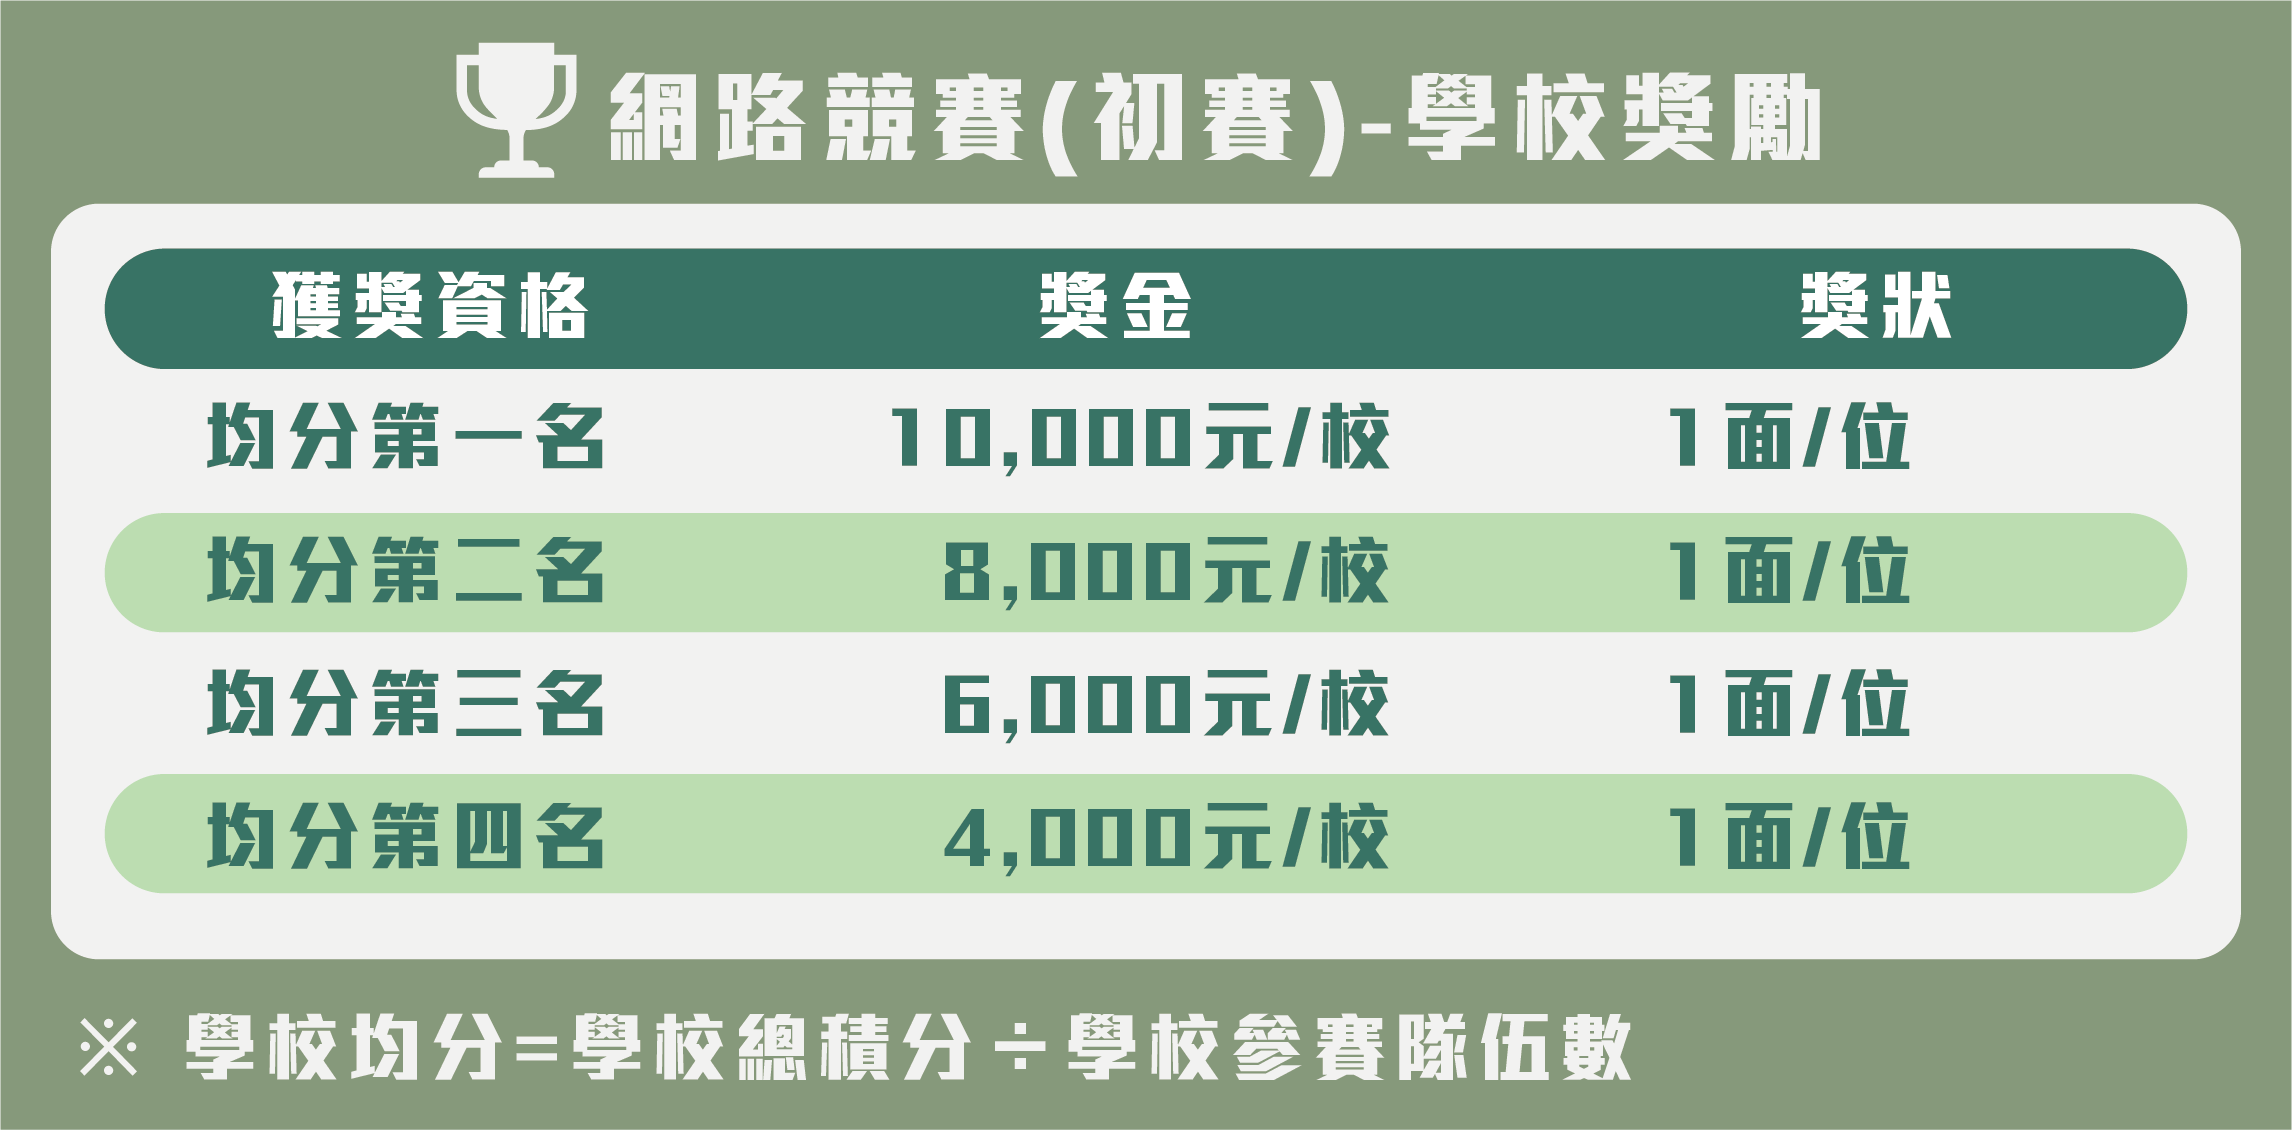 網路競賽(初賽)-學校獎勵
獲獎資格 獎金 獎狀
均分第一名 10,000元/校 1面/位
均分第二名 8,000元/校 1面/位
均分第三名 6,000元/校 1面/位
均分第四名 4,000元/校 1面/位
※ 學校均分=學校總積分÷學校參賽隊伍數